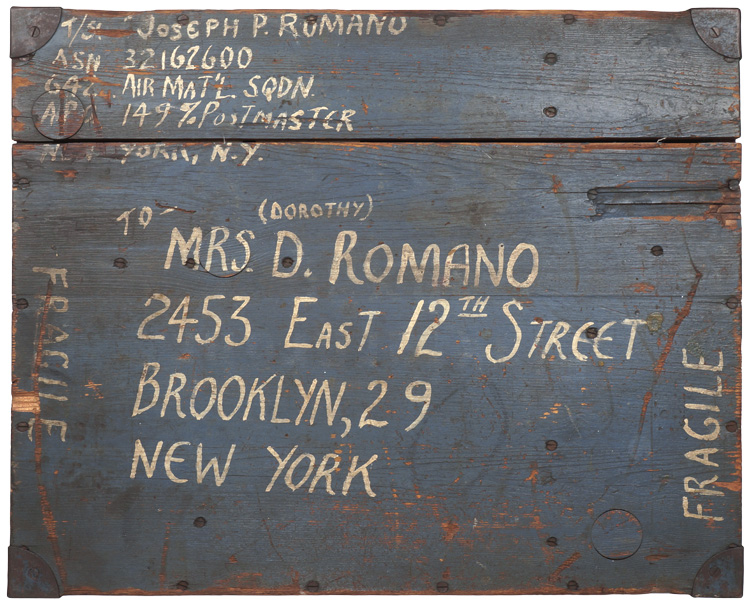 T/S. JOSEPH P. ROMANO
ASN 32162600
642 AIR MAT'L SQDN.
APO 149 % POSTMASTER
NEW YORK, N.Y.
TO -
(DOROTHY)
MRS. D. ROMANO
2453 EAST 12TH STREET
BROOKLYN, 29
NEW YORK
FRAGILE
FRAGILE